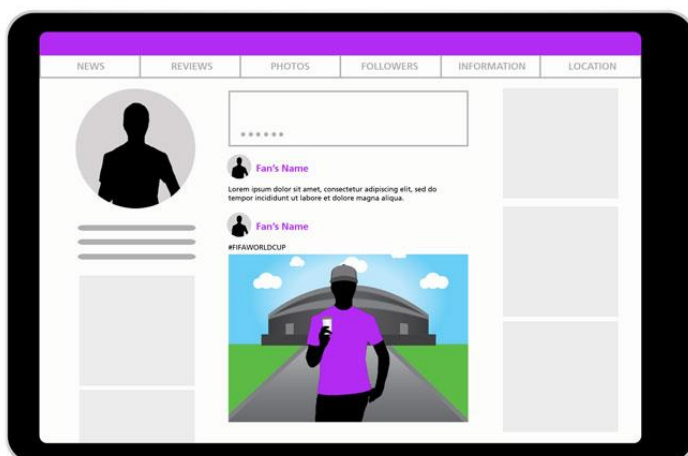 NEWS REVIEWS PHOTOS FOLLOWERS INFORMATION LOCATION
Fan's Name
Lorem ipsum dolor sit amet, consectetur adipiscing elit, sed do
tempor incididunt ut labore et dolore magna aliqua.
Fan's Name
#FIFAWORLDCUP